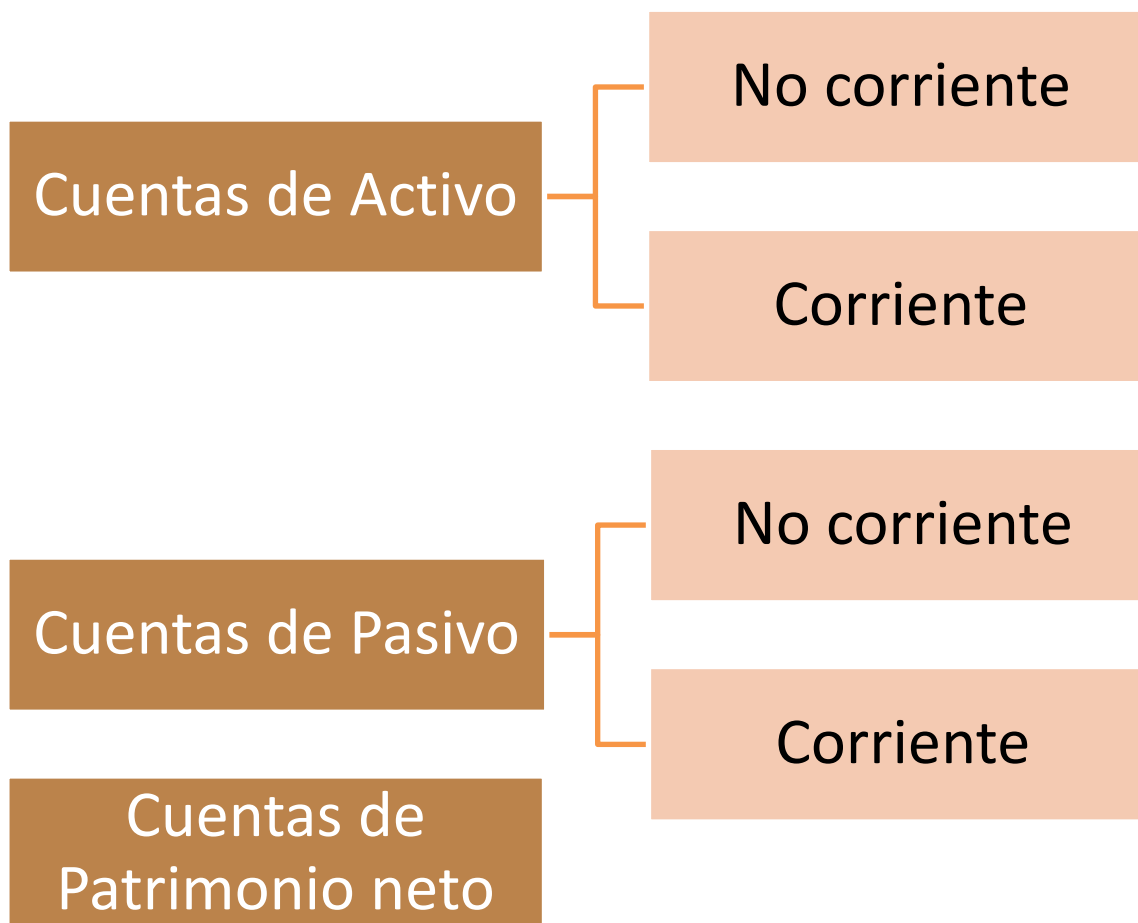 Cuentas de Activo
No corriente
Corriente
Cuentas de Pasivo
No corriente
Corriente
Cuentas de
Patrimonio neto